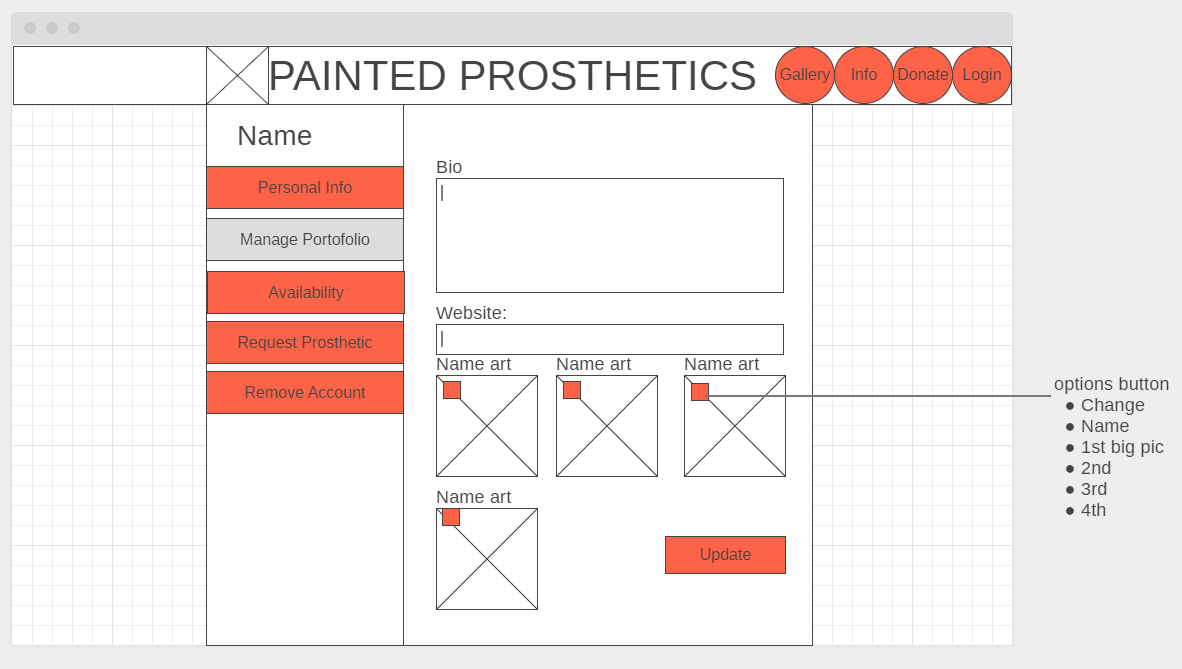 PAINTED PROSTHETICS
Gallery
Info
Donate
Login
Name
Personal Info
Manage Portofolio
Availability
Request Prosthetic
Remove Account
Bio
Website:
Name art
Name art
Name art
Name art
Update
options button
● Change
● Name
● 1st big pic
● 2nd
● 3rd
● 4th